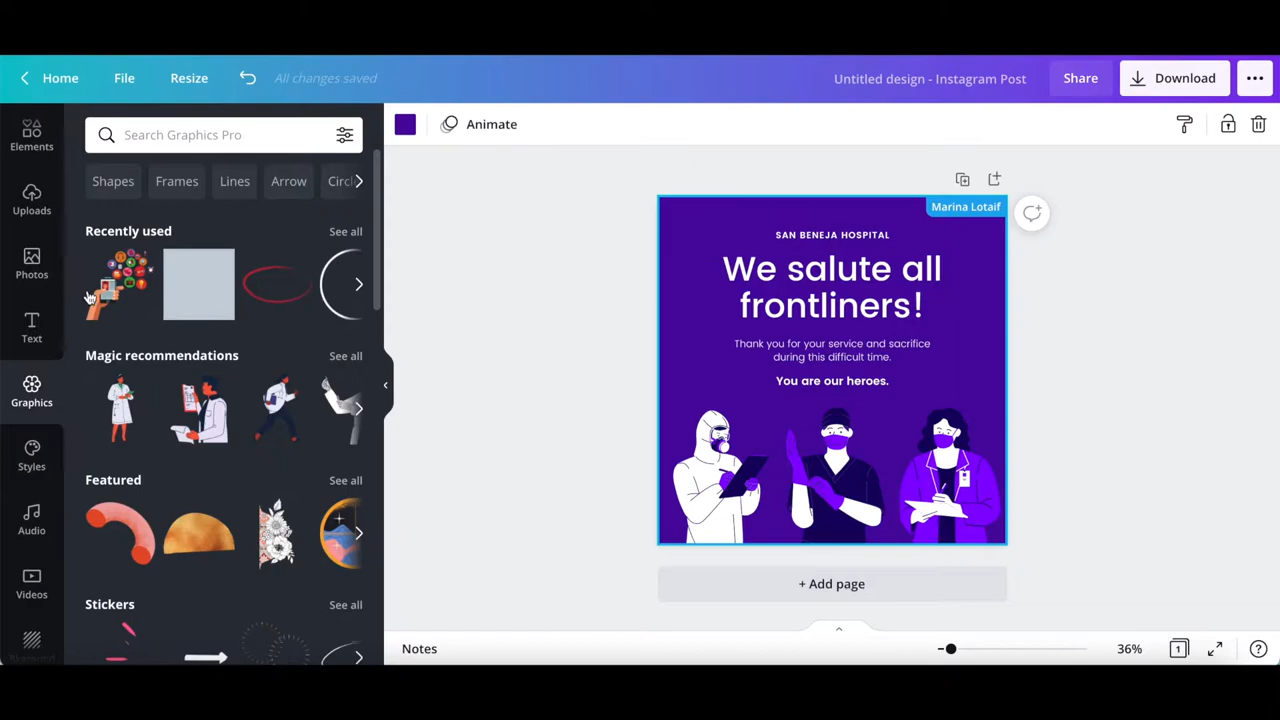 Home
File
Resize
All changes saved
Untitled design - Instagram Post
Share
Download
Elements
Uploads
Photos
Text
Graphics
Styles
Audio
Videos
Search Graphics Pro
Shapes
Frames
Lines
Arrow
Circl
Recently used
See all
Magic recommendations
See all
Featured
See all
Stickers
See all
Animate
Marina Lotaif
SAN BENEJA HOSPITAL
We salute all
frontliners!
Thank you for your service and sacrifice
during this difficult time.
You are our heroes.
+ Add page
Notes
36%
1
?